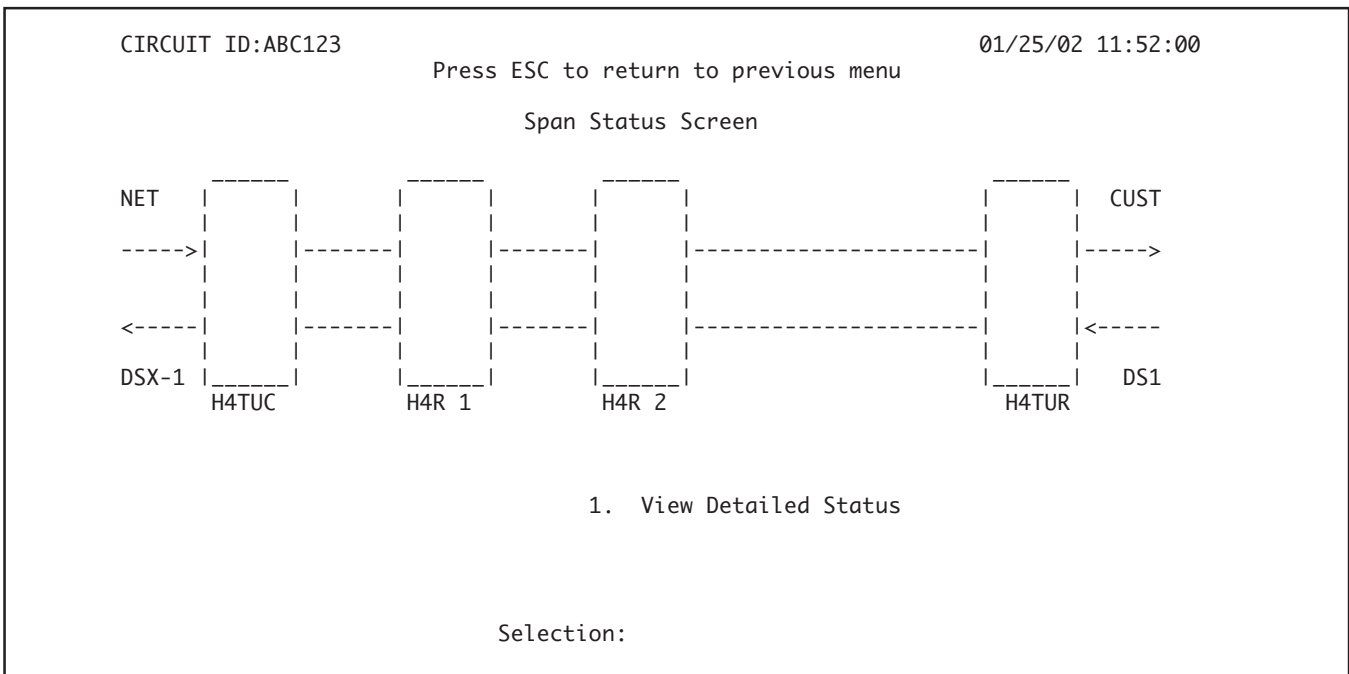 CIRCUIT ID:ABC123 01/25/02 11:52:00
Press ESC to return to previous menu
Span Status Screen
NET CUST
DSX-1 DS1
H4TUC H4R 1 H4R 2 H4TUR
1. View Detailed Status
Selection: